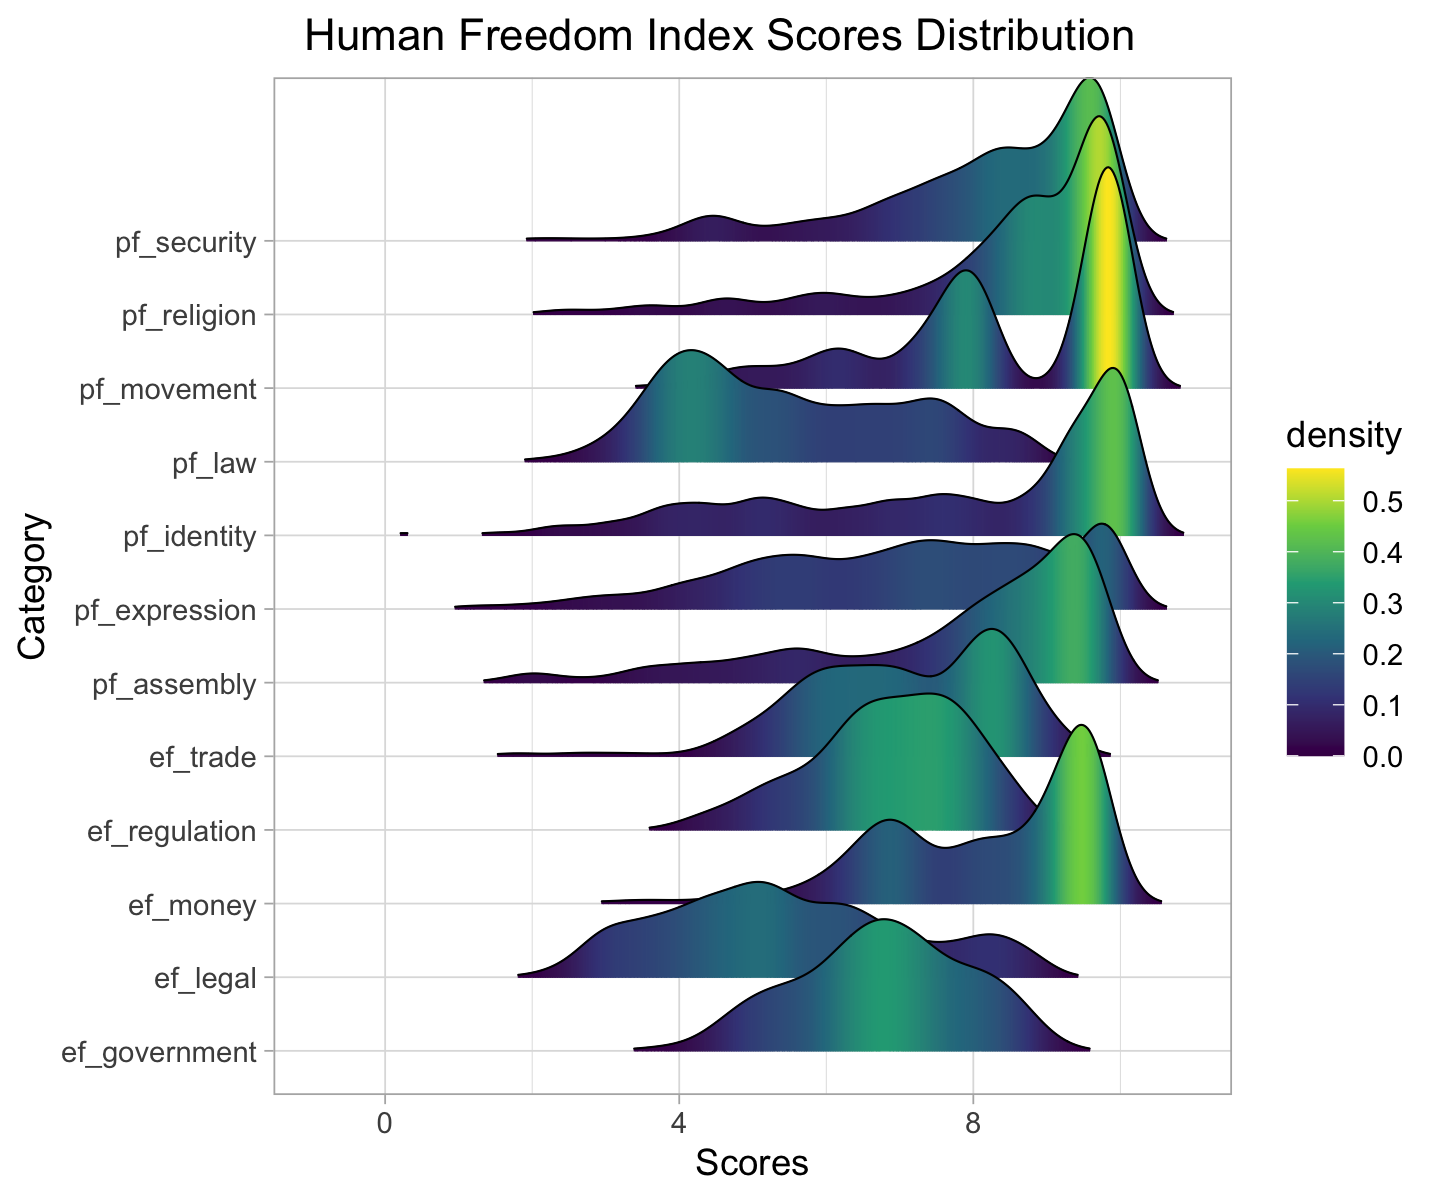 Human Freedom Index Scores Distribution
Category
pf_security
pf_religion
pf_movement
pf_law
pf_identity
pf_expression
pf_assembly
ef_trade
ef_regulation
ef_money
ef_legal
ef_government
0 4 8
Scores
density
0.5
0.4
0.3
0.2
0.1
0.0